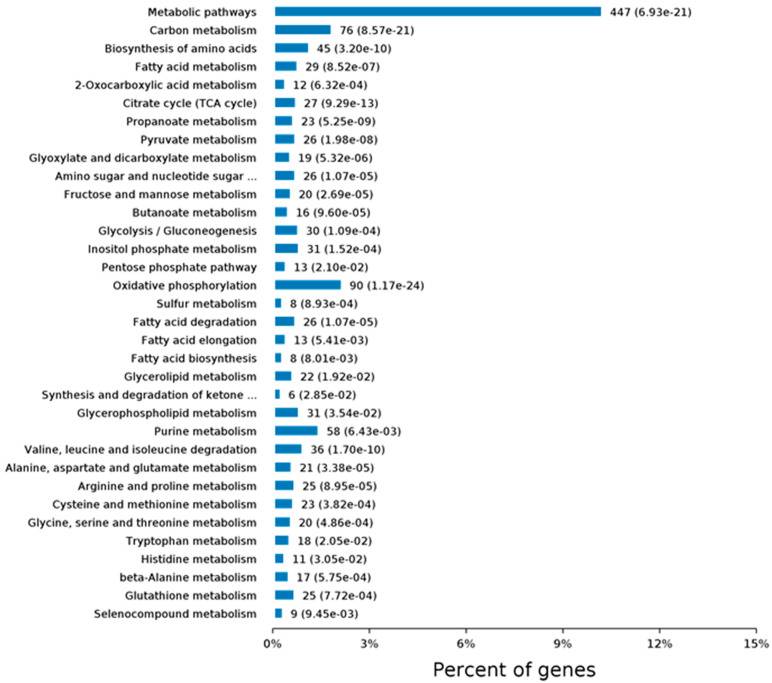 Metabolic pathways 447 (6.93e-21)
Carbon metabolism 76 (8.57e-21)
Biosynthesis of amino acids 45 (3.20e-10)
Fatty acid metabolism 29 (8.52e-07)
2-Oxocarboxylic acid metabolism 12 (6.32e-04)
Citrate cycle (TCA cycle) 27 (9.29e-13)
Propanoate metabolism 23 (5.25e-09)
Pyruvate metabolism 26 (1.98e-08)
Glyoxylate and dicarboxylate metabolism 19 (5.32e-06)
Amino sugar and nucleotide sugar ... 26 (1.07e-05)
Fructose and mannose metabolism 20 (2.69e-05)
Butanoate metabolism 16 (9.60e-05)
Glycolysis / Gluconeogenesis 30 (1.09e-04)
Inositol phosphate metabolism 31 (1.52e-04)
Pentose phosphate pathway 13 (2.10e-02)
Oxidative phosphorylation 90 (1.17e-24)
Sulfur metabolism 8 (8.93e-04)
Fatty acid degradation 26 (1.07e-05)
Fatty acid elongation 13 (5.41e-03)
Fatty acid biosynthesis 8 (8.01e-03)
Glycerolipid metabolism 22 (1.92e-02)
Synthesis and degradation of ketone ... 6 (2.85e-02)
Glycerophospholipid metabolism 31 (3.54e-02)
Purine metabolism 58 (6.43e-03)
Valine, leucine and isoleucine degradation 36 (1.70e-10)
Alanine, aspartate and glutamate metabolism 21 (3.38e-05)
Arginine and proline metabolism 25 (8.95e-05)
Cysteine and methionine metabolism 23 (3.82e-04)
Glycine, serine and threonine metabolism 20 (4.86e-04)
Tryptophan metabolism 18 (2.05e-02)
Histidine metabolism 11 (3.05e-02)
beta-Alanine metabolism 17 (5.75e-04)
Glutathione metabolism 25 (7.72e-04)
Selenocompound metabolism 9 (9.45e-03)
0% 3% 6% 9% 12% 15%
Percent of genes